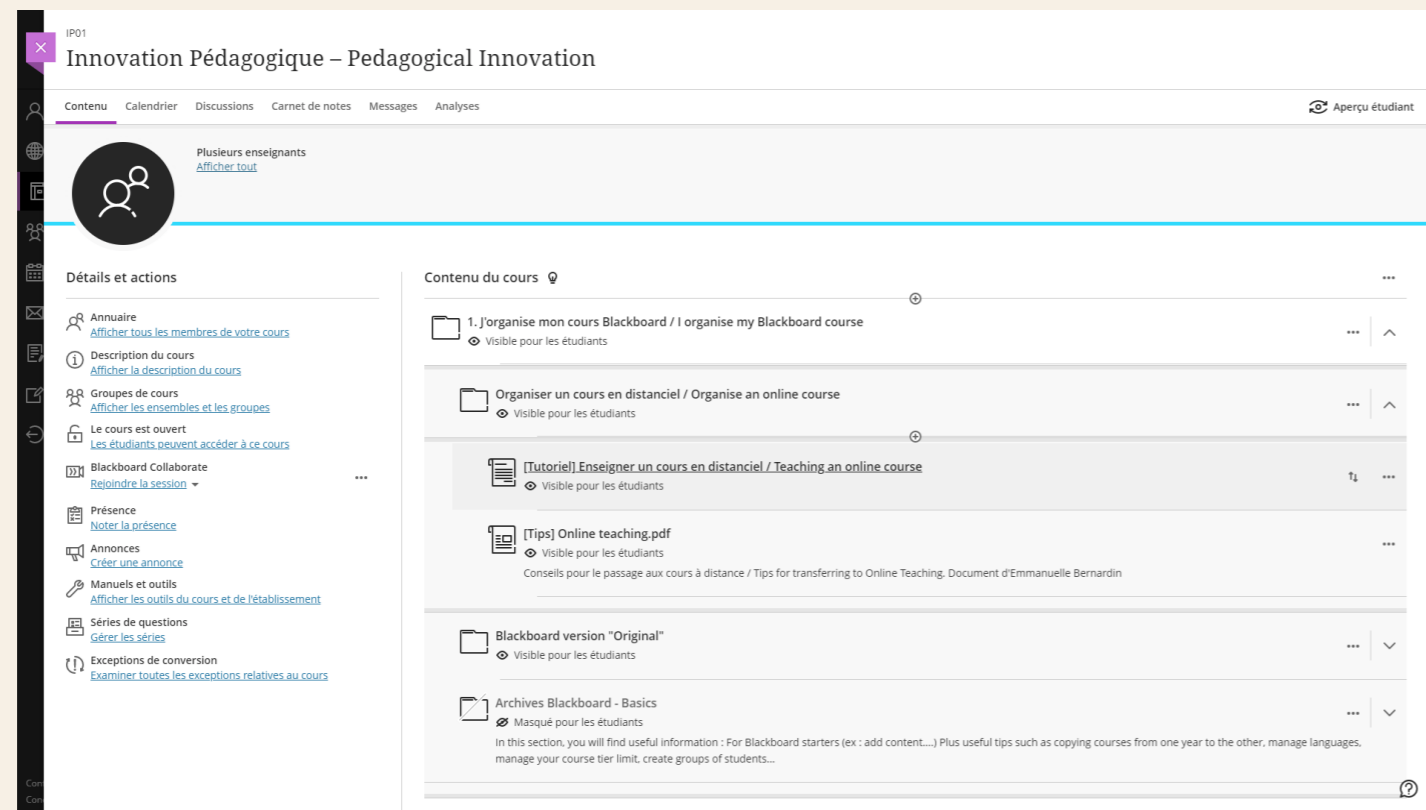 IP01
Innovation Pédagogique – Pedagogical Innovation
Contenu Calendrier Discussions Carnet de notes Messages Analyses
Aperçu étudiant
Plusieurs enseignants
Afficher tout
Détails et actions
Annuaire
Afficher tous les membres de votre cours
Description du cours
Afficher la description du cours
Groupes de cours
Afficher les ensembles et les groupes
Le cours est ouvert
Les étudiants peuvent accéder à ce cours
Blackboard Collaborate
Rejoindre la session
Présence
Noter la présence
Annonces
Créer une annonce
Manuels et outils
Afficher les outils du cours et de l'établissement
Séries de questions
Gérer les séries
Exceptions de conversion
Examiner toutes les exceptions relatives au cours
Contenu du cours
1. J'organise mon cours Blackboard / I organise my Blackboard course
Visible pour les étudiants
Organiser un cours en distanciel / Organise an online course
Visible pour les étudiants
[Tutoriel] Enseigner un cours en distanciel / Teaching an online course
Visible pour les étudiants
[Tips] Online teaching.pdf
Visible pour les étudiants
Conseils pour le passage aux cours à distance / Tips for transferring to Online Teaching. Document d'Emmanuelle Bernardin
Blackboard version "Original"
Visible pour les étudiants
Archives Blackboard - Basics
Masqué pour les étudiants
In this section, you will find useful information : For Blackboard starters (ex : add content....) Plus useful tips such as copying courses from one year to the other, manage languages,
manage your course tier limit, create groups of students...